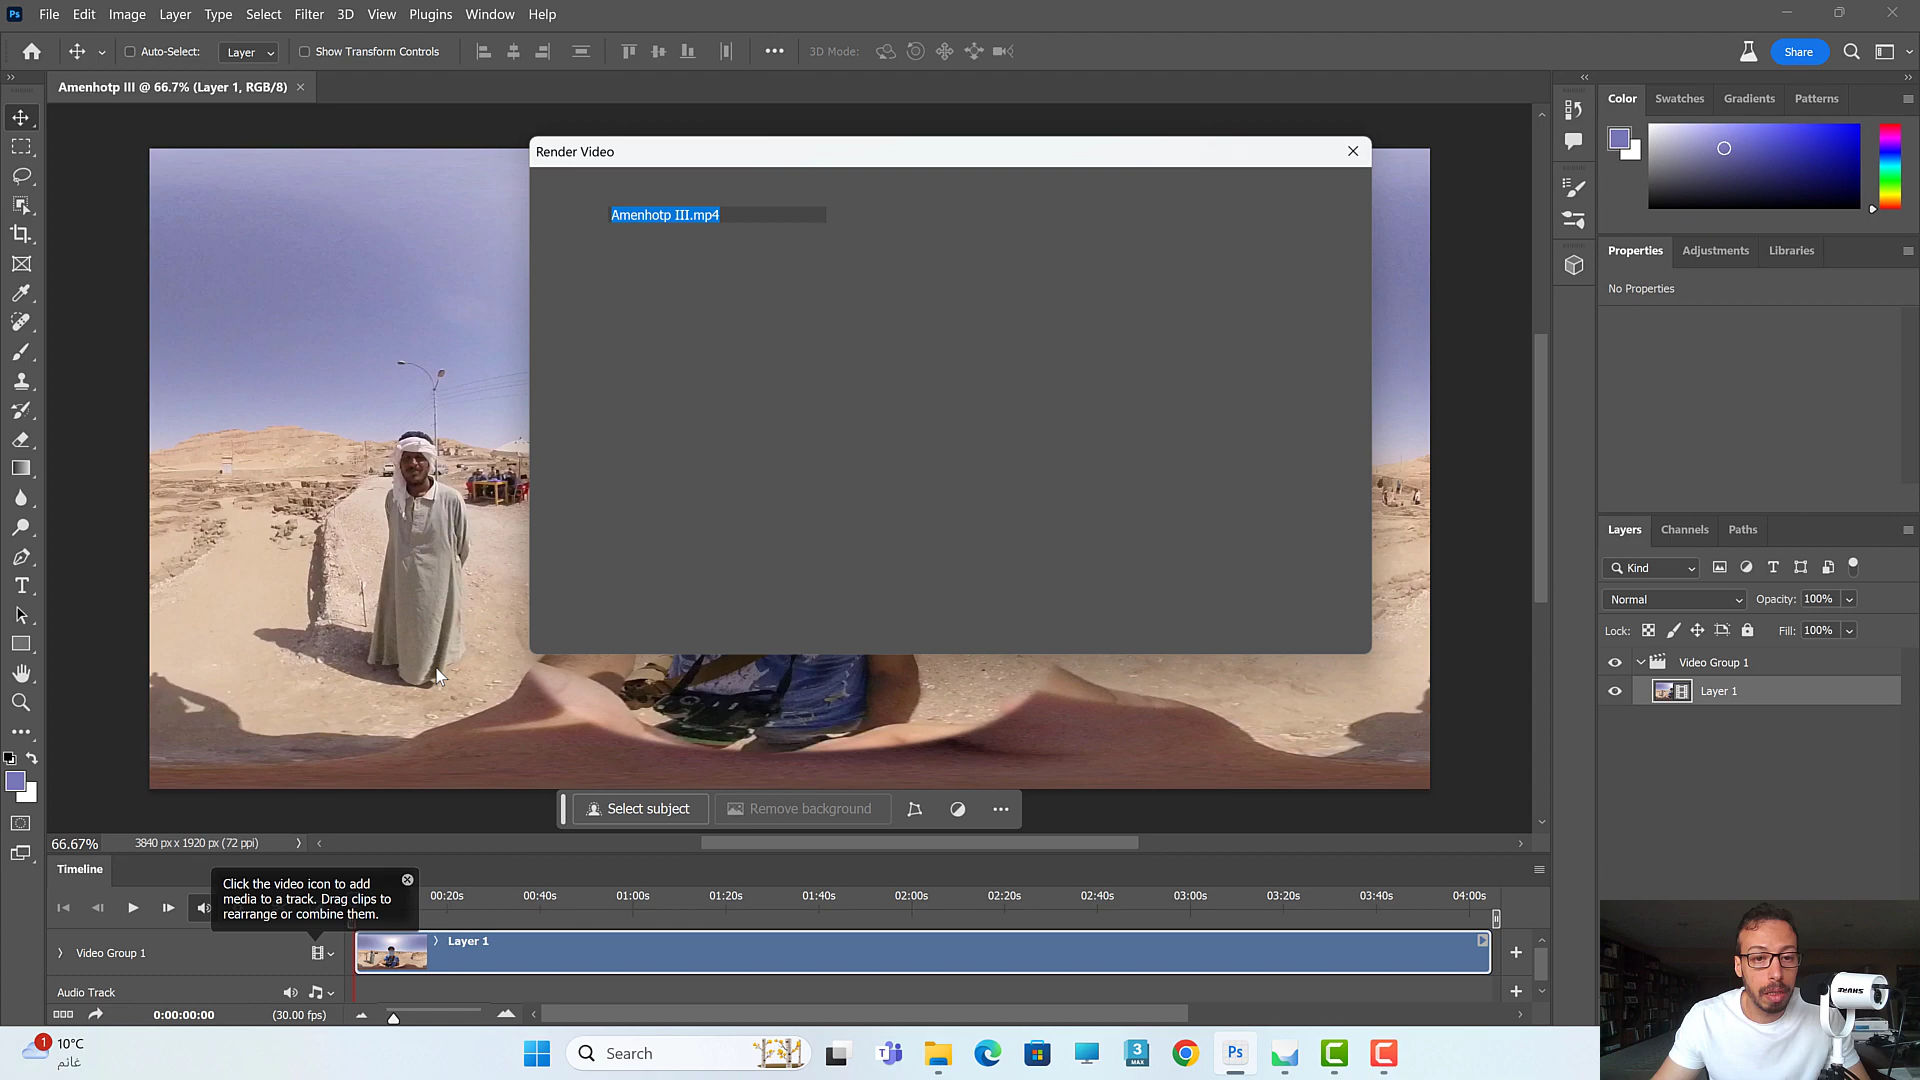 Ps File Edit Image Layer Type Select Filter 3D View Plugins Window Help
Auto-Select: Layer Show Transform Controls 3D Mode: Share
Amenhotp III @ 66.7% (Layer 1, RGB/8)
Color Swatches Gradients Patterns
Render Video
Amenhotp III.mp4
Properties Adjustments Libraries
No Properties
Layers Channels Paths
Kind
Normal Opacity: 100%
Lock: Fill: 100%
Video Group 1
Layer 1
Select subject Remove background
66.67% 3840 px x 1920 px (72 ppi)
Timeline
Click the video icon to add
media to a track. Drag clips to
rearrange or combine them.
00:20s 00:40s 01:00s 01:20s 01:40s 02:00s 02:20s 02:40s 03:00s 03:20s 03:40s 04:00s
Video Group 1 Layer 1
Audio Track
0:00:00:00 (30.00 fps)
1 10°C
غائم
Search
3
MAX
Ps
SHURE